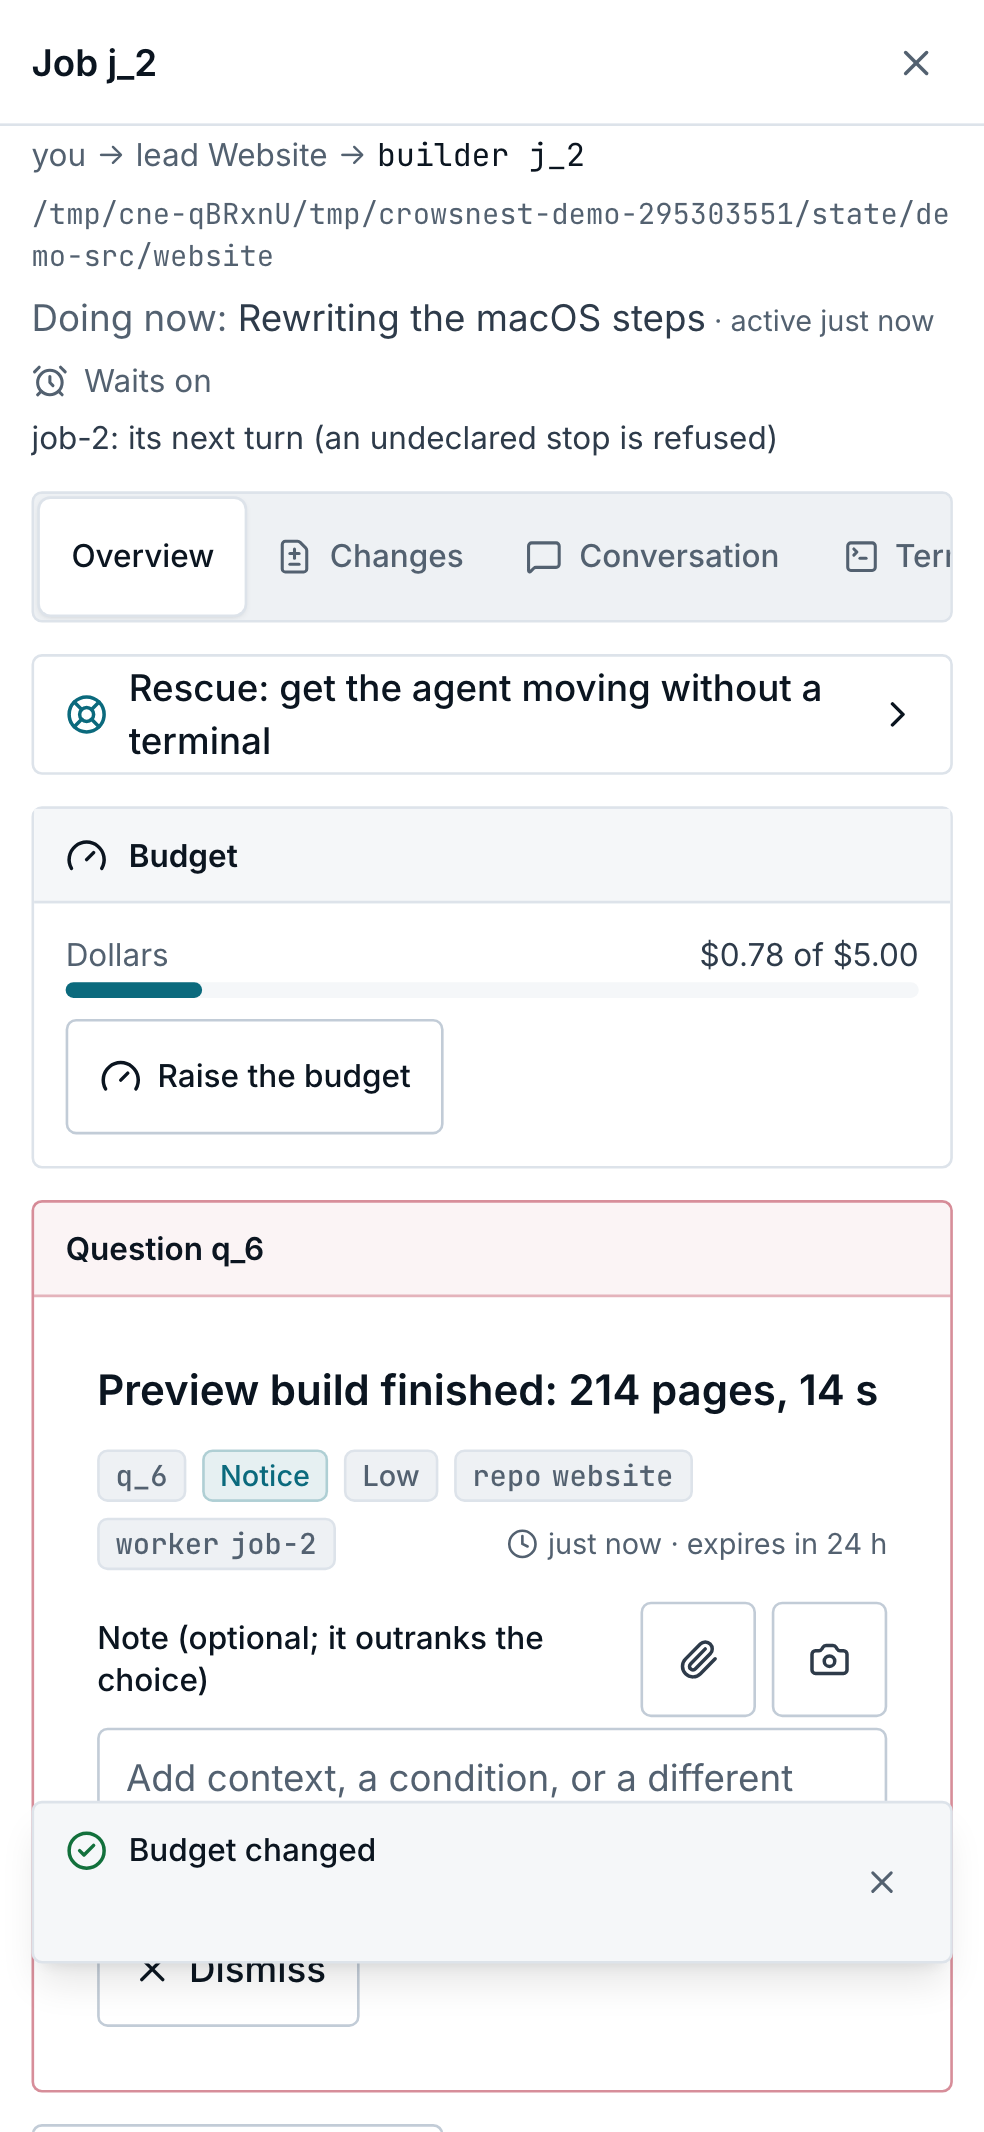 Job j_2
you → lead Website → builder j_2
/tmp/cne-qBRxnU/tmp/crowsnest-demo-295303551/state/de
mo-src/website
Doing now: Rewriting the macOS steps · active just now
Waits on
job-2: its next turn (an undeclared stop is refused)
Overview Changes Conversation Terr
Rescue: get the agent moving without a
terminal
Budget
Dollars $0.78 of $5.00
Raise the budget
Question q_6
Preview build finished: 214 pages, 14 s
q_6 Notice Low repo website
worker job-2 just now · expires in 24 h
Note (optional; it outranks the
choice)
Add context, a condition, or a different
Budget changed
Dismiss